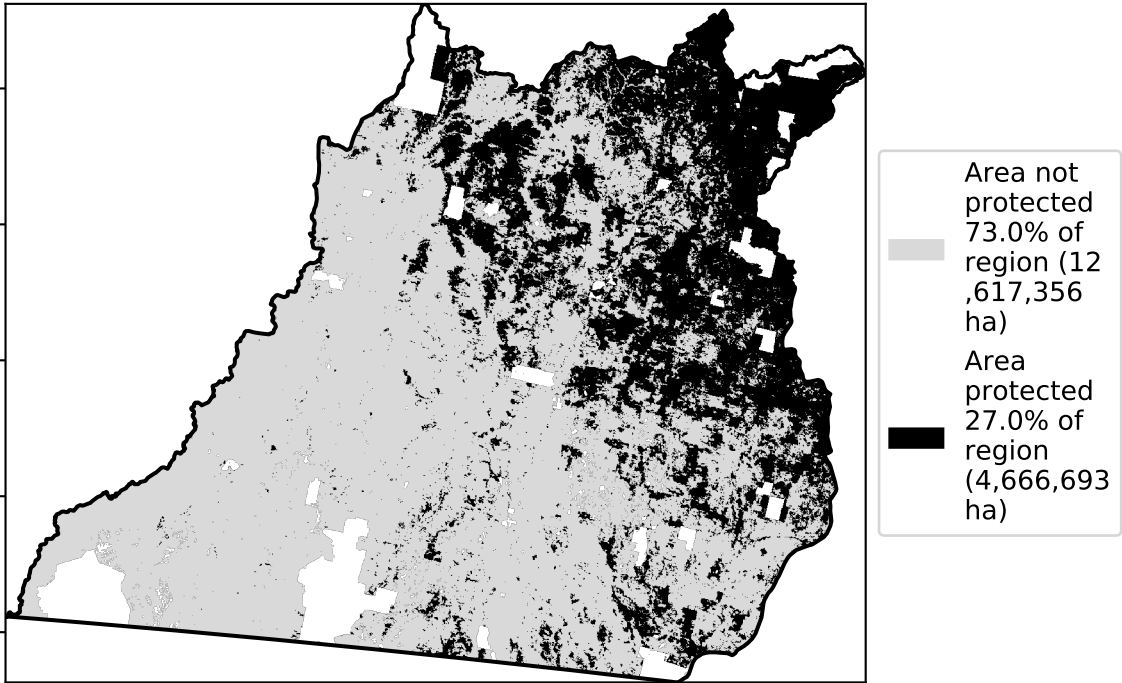 Area not
protected
73.0% of
region (12
,617,356
ha)
Area
protected
27.0% of
region
(4,666,693
ha)